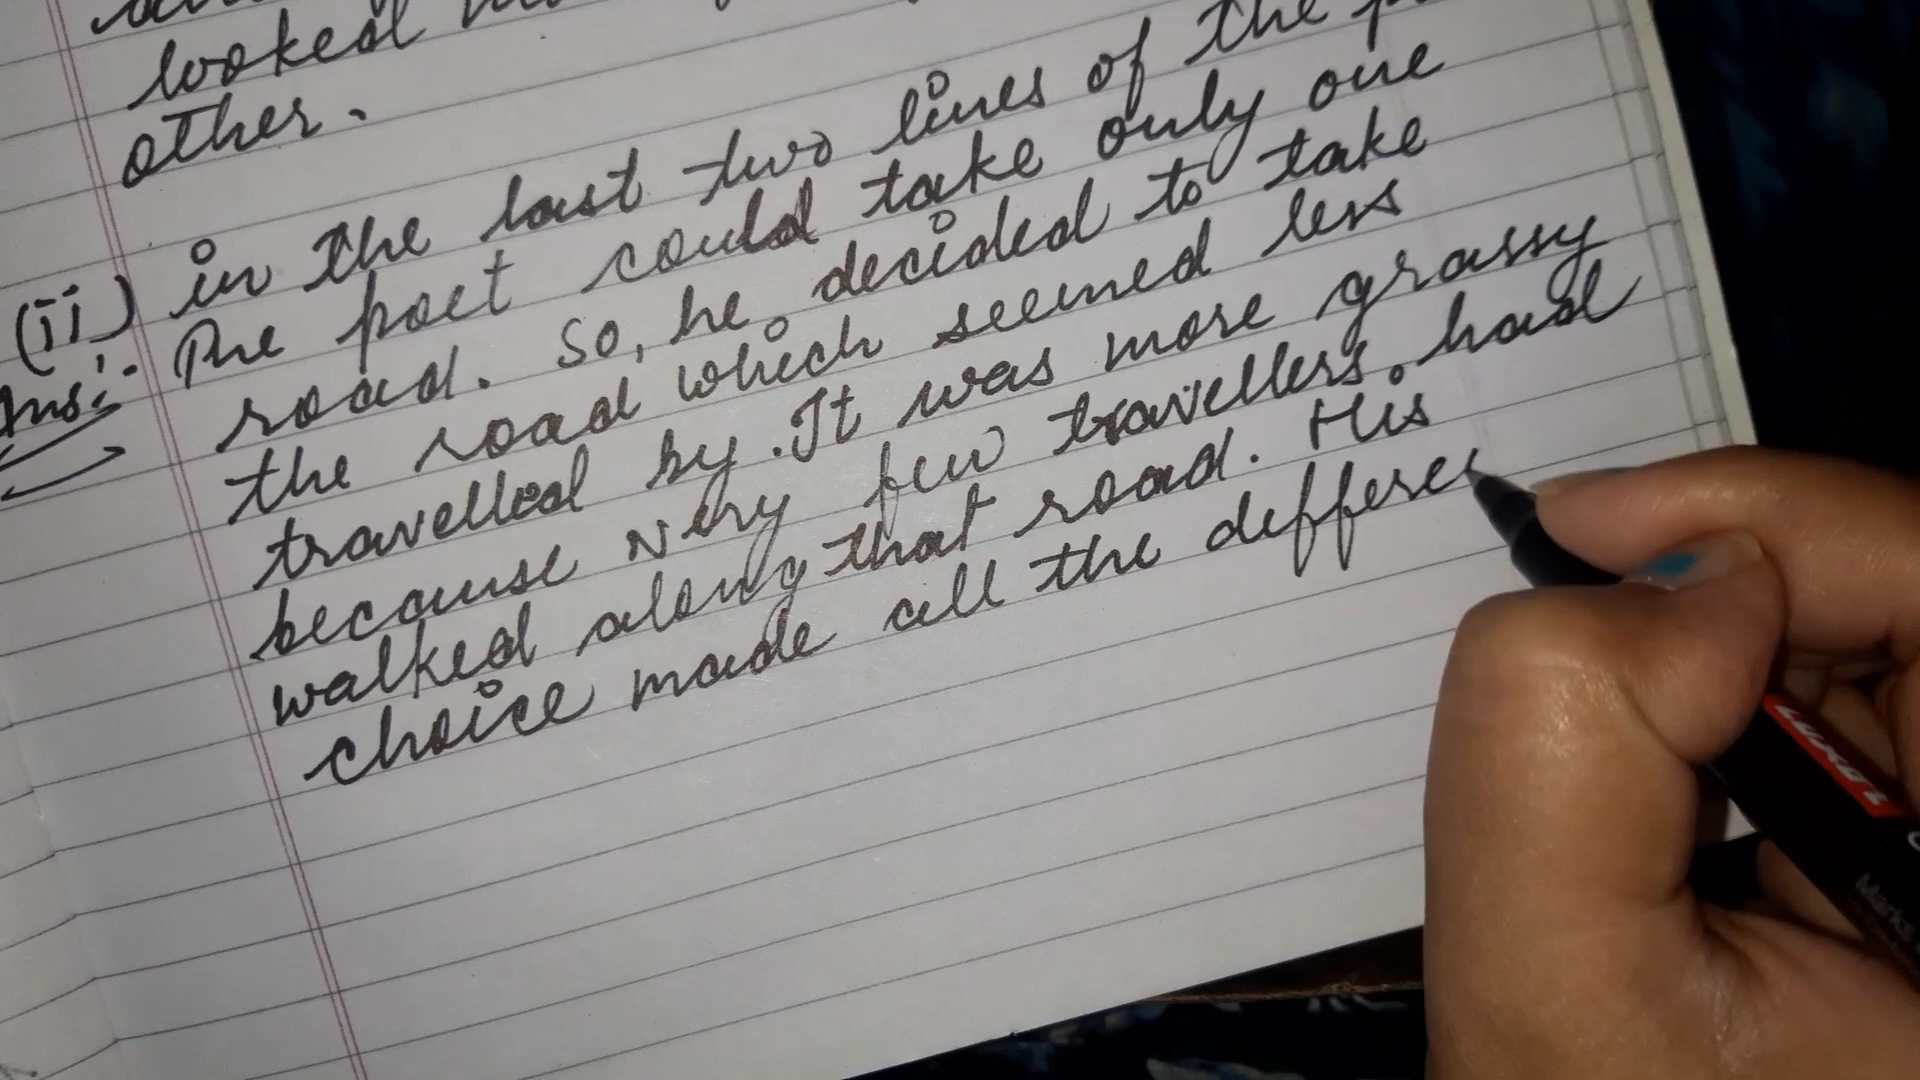 looked
other.
(ii) in the last two lines of the
Ans:- The poet could take only one
road. So, he decided to take
the road which seemed less
travelled by. It was more grassy
because very few travellers had
walked along that road. His
choice made all the differe
LUXOR
Marks